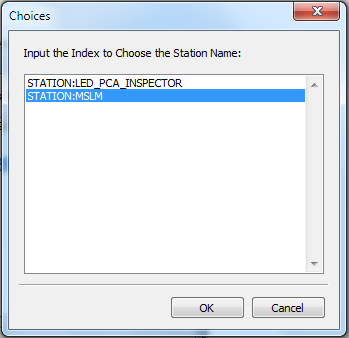 Choices
Input the Index to Choose the Station Name:
STATION:LED_PCA_INSPECTOR
STATION:MSLM
OK
Cancel